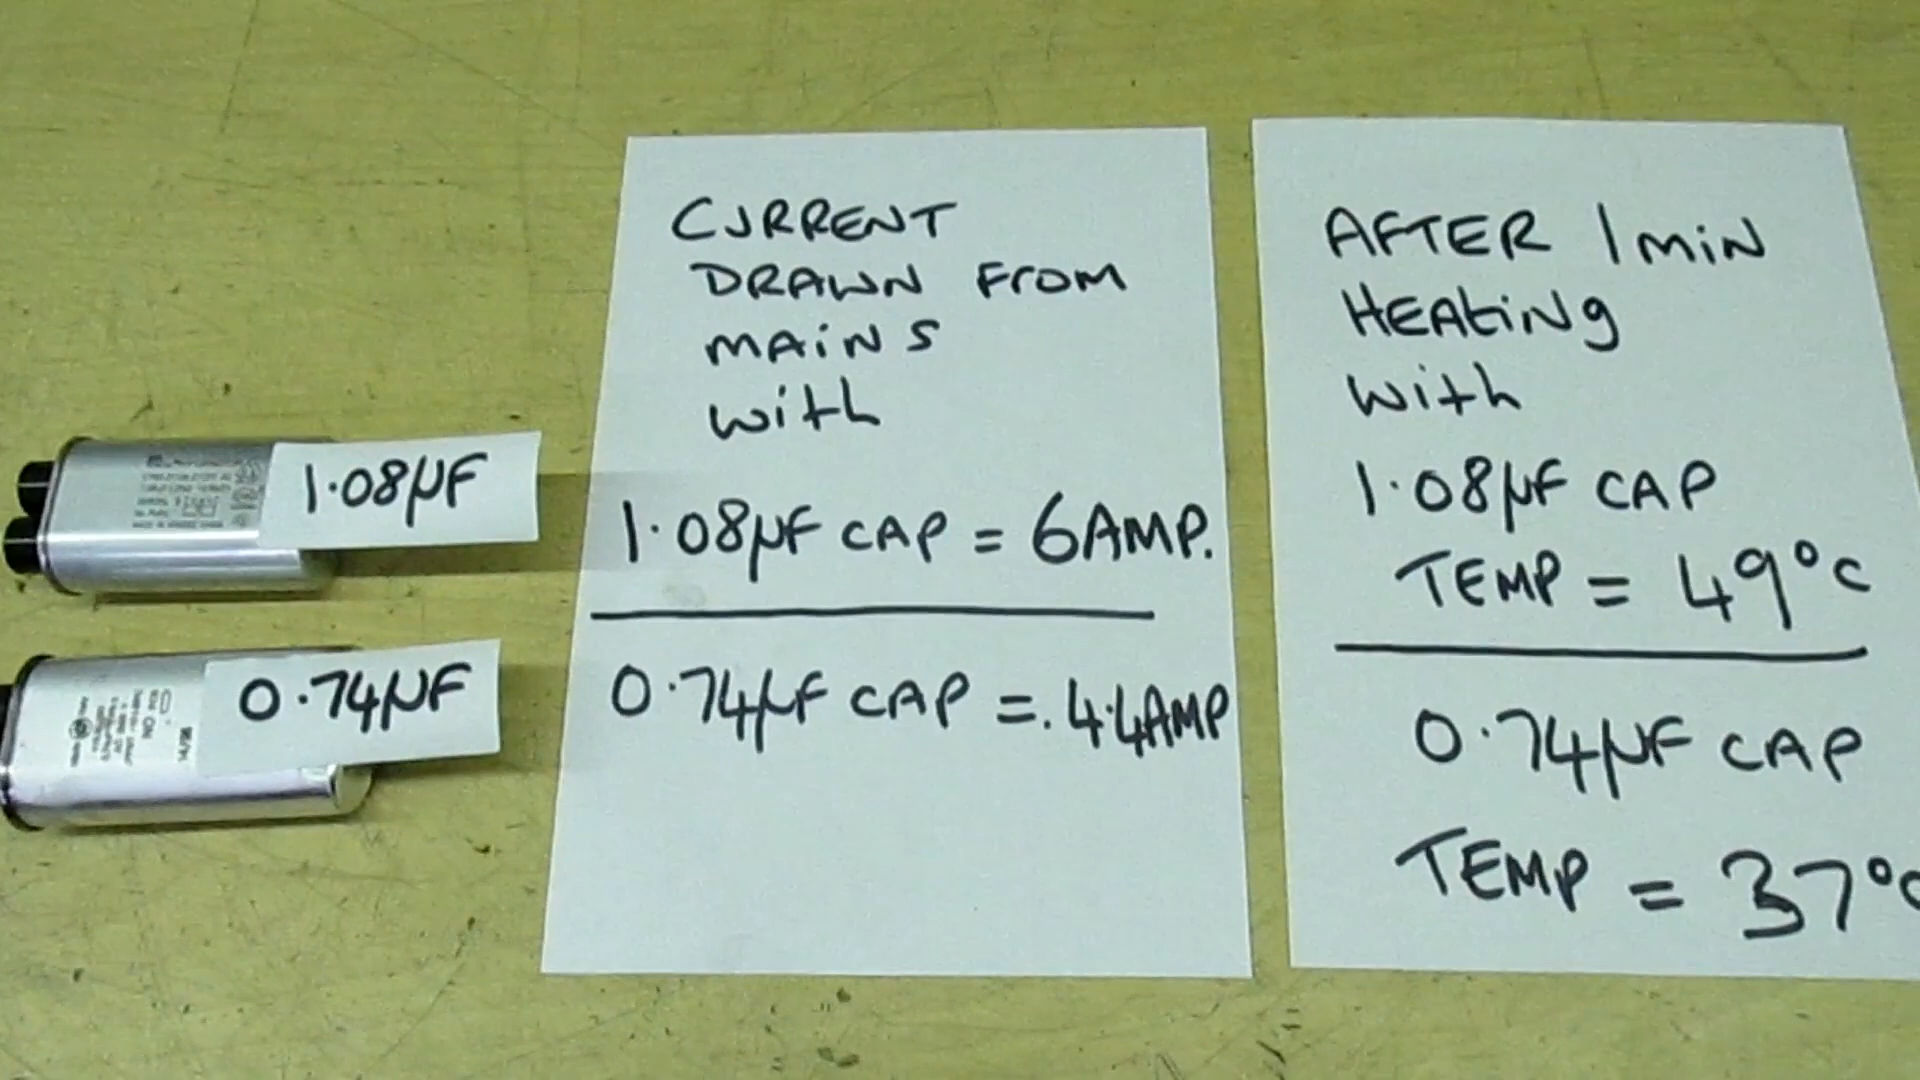 1.08µF
0.74µF
CURRENT
DRAWN FROM
MAINS
with
1.08µF CAP = 6AMP.
0.74µF CAP =. 4.4AMP
AFTER 1 MIN
HEAtiNg
with
1.08µF CAP
TEMP = 49°C
0.74µF CAP
TEMP = 37°C